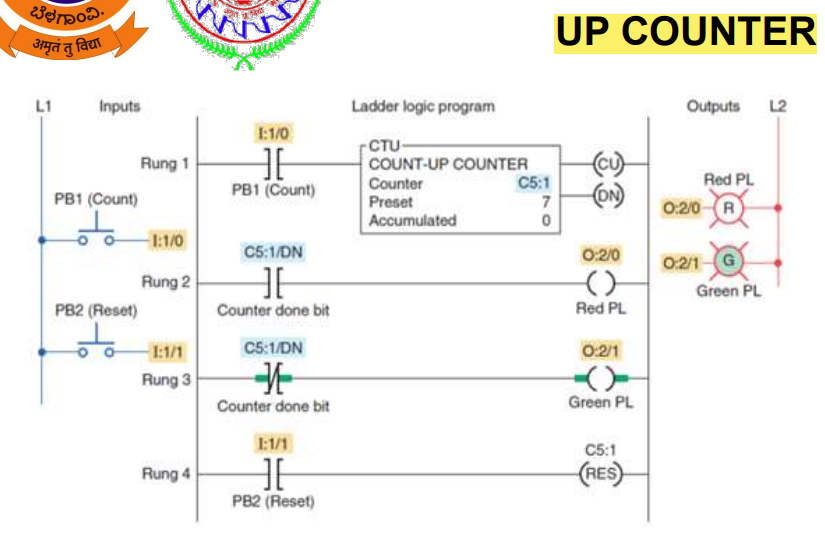 ಬೆಳಗಾಂವಿ.
अमृतं तु विद्या
UP COUNTER
L1 Inputs Ladder logic program Outputs L2
I:1/0
CTU
Rung 1
COUNT-UP COUNTER
CU
PB1 (Count)
Counter C5:1
DN
Preset 7
Accumulated 0
Red PL
O:2/0 R
PB1 (Count)
I:1/0
C5:1/DN
O:2/0
O:2/1 G
Rung 2
Green PL
Counter done bit
Red PL
PB2 (Reset)
I:1/1
C5:1/DN
O:2/1
Rung 3
Counter done bit
Green PL
I:1/1
C5:1
Rung 4
RES
PB2 (Reset)